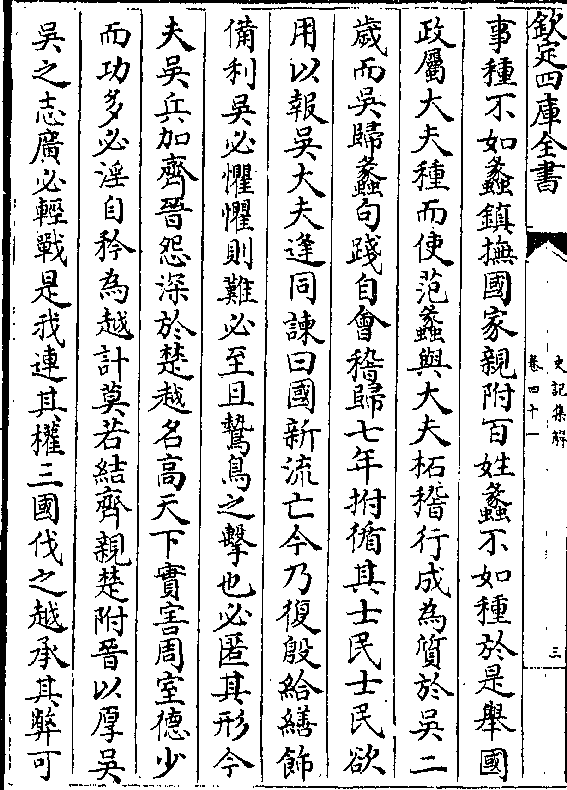 欽定四庫全書
史記集解
卷四十一
三
事種不如蠡鎮撫國家親附百姓蠡不如種於是舉國
政屬大夫種而使范蠡與大夫柘稽行成為質於吳二
歲而吳歸蠡句踐自會稽歸七年拊循其士民士民欲
用以報吳大夫逢同諫曰國新流亡今乃復殷給繕飾
備利吳必懼懼則難必至且鷙鳥之擊也必匿其形今
夫吳兵加齊晉怨深於楚越名高天下實害周室德少
而功多必淫自矜為越計莫若結齊親楚附晉以厚吳
吳之志廣必輕戰是我連其權三國伐之越承其弊可